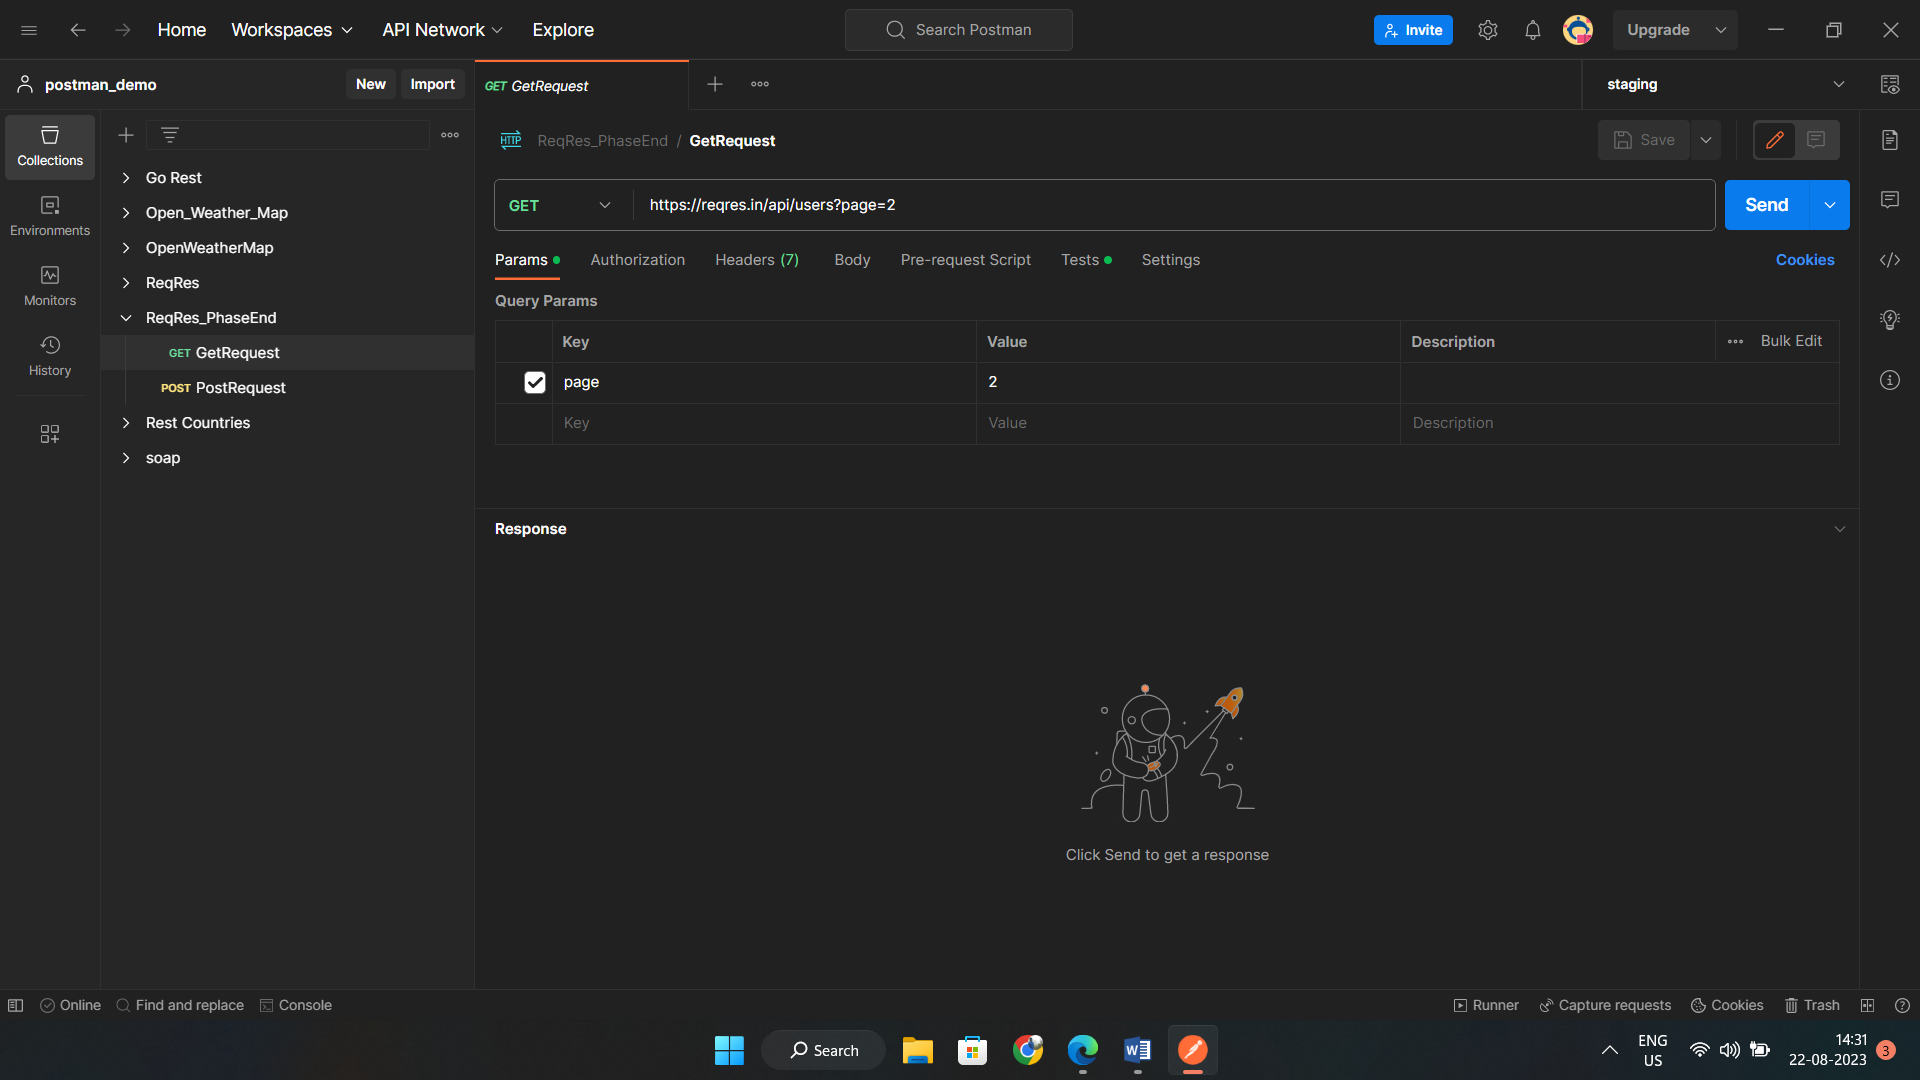 Home Workspaces API Network Explore Search Postman Invite Upgrade
postman_demo New Import GET GetRequest staging
HTTP ReqRes_PhaseEnd / GetRequest Save
Collections
Environments
Monitors
History
Go Rest
Open_Weather_Map
OpenWeatherMap
ReqRes
ReqRes_PhaseEnd
GET GetRequest
POST PostRequest
Rest Countries
soap
GET https://reqres.in/api/users?page=2 Send
Params Authorization Headers (7) Body Pre-request Script Tests Settings Cookies
Query Params
Key Value Description Bulk Edit
page 2
Key Value Description
Response
Click Send to get a response
Online Find and replace Console Runner Capture requests Cookies Trash
Search
ENG
US
14:31
22-08-2023
3